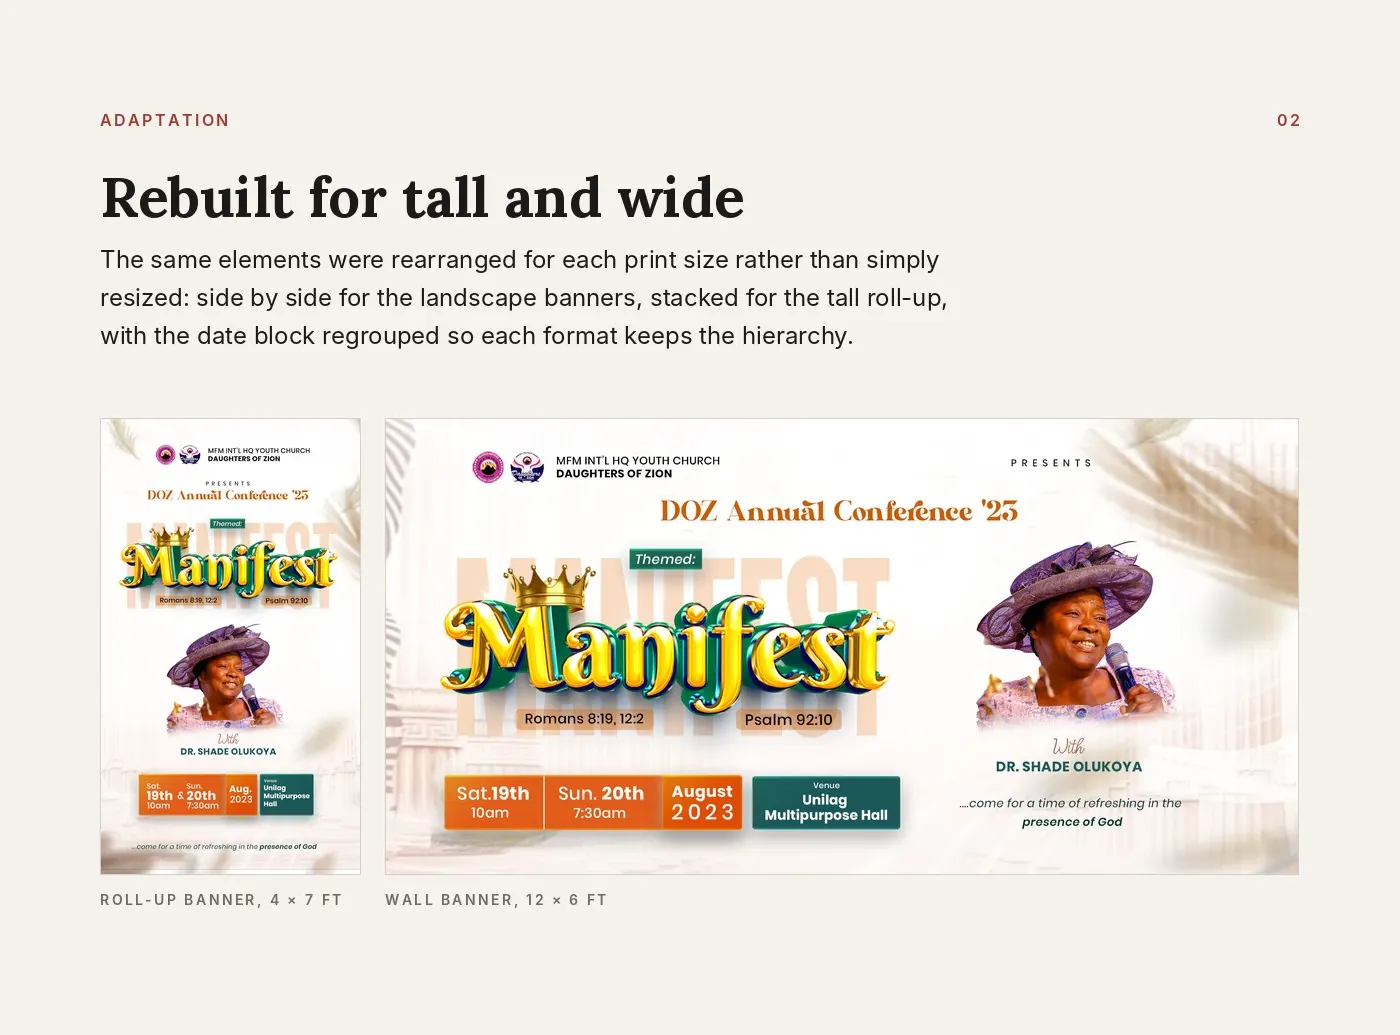 ADAPTATION
02
Rebuilt for tall and wide
The same elements were rearranged for each print size rather than simply
resized: side by side for the landscape banners, stacked for the tall roll-up,
with the date block regrouped so each format keeps the hierarchy.
MFM INT'L HQ YOUTH CHURCH
DAUGHTERS OF ZION
PRESENTS
DOZ Annual Conference '23
Themed:
MANIFEST
Manifest
Romans 8:19, 12:2
Psalm 92:10
With
DR. SHADE OLUKOYA
Sat. 19th 10am
&
Sun. 20th 7:30am
Aug. 2023
Venue
Unilag
Multipurpose
Hall
...come for a time of refreshing in the presence of God
ROLL-UP BANNER, 4 × 7 FT
MFM INT'L HQ YOUTH CHURCH
DAUGHTERS OF ZION
PRESENTS
DOZ Annual Conference '23
Themed:
MANIFEST
Manifest
Romans 8:19, 12:2
Psalm 92:10
Sat.19th
10am
Sun. 20th
7:30am
August
2023
Venue
Unilag
Multipurpose Hall
With
DR. SHADE OLUKOYA
....come for a time of refreshing in the
presence of God
WALL BANNER, 12 × 6 FT